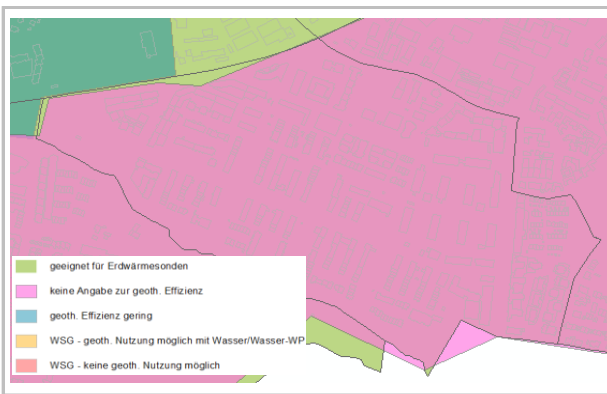 geeignet für Erdwärmesonden
keine Angabe zur geoth. Effizienz
geoth. Effizienz gering
WSG - geoth. Nutzung möglich mit Wasser/Wasser-WP
WSG - keine geoth. Nutzung möglich